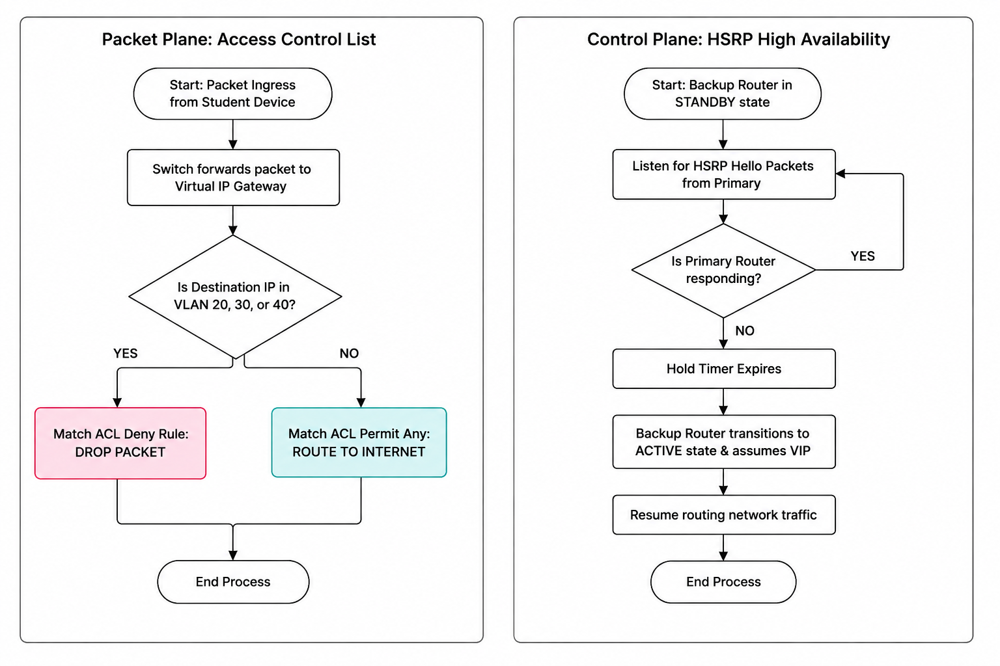 Packet Plane: Access Control List
Start: Packet Ingress
from Student Device
Switch forwards packet to
Virtual IP Gateway
Is Destination IP in
VLAN 20, 30, or 40?
YES
NO
Match ACL Deny Rule:
DROP PACKET
Match ACL Permit Any:
ROUTE TO INTERNET
End Process
Control Plane: HSRP High Availability
Start: Backup Router in
STANDBY state
Listen for HSRP Hello Packets
from Primary
Is Primary Router
responding?
YES
NO
Hold Timer Expires
Backup Router transitions to
ACTIVE state & assumes VIP
Resume routing network traffic
End Process